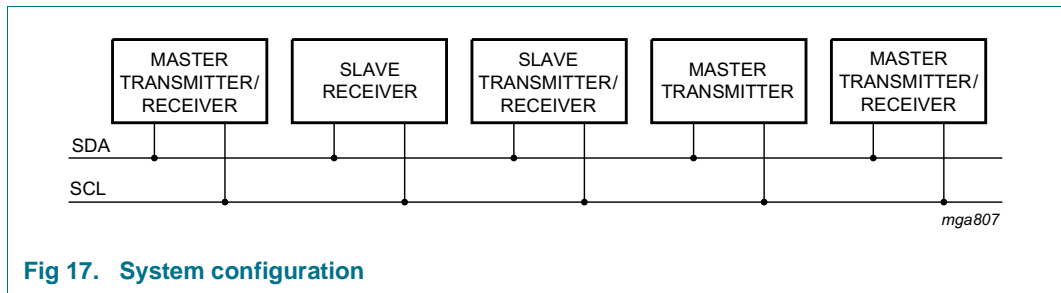 MASTER
TRANSMITTER/
RECEIVER
SLAVE
RECEIVER
SLAVE
TRANSMITTER/
RECEIVER
MASTER
TRANSMITTER
MASTER
TRANSMITTER/
RECEIVER
SDA
SCL
mga807
Fig 17. System configuration